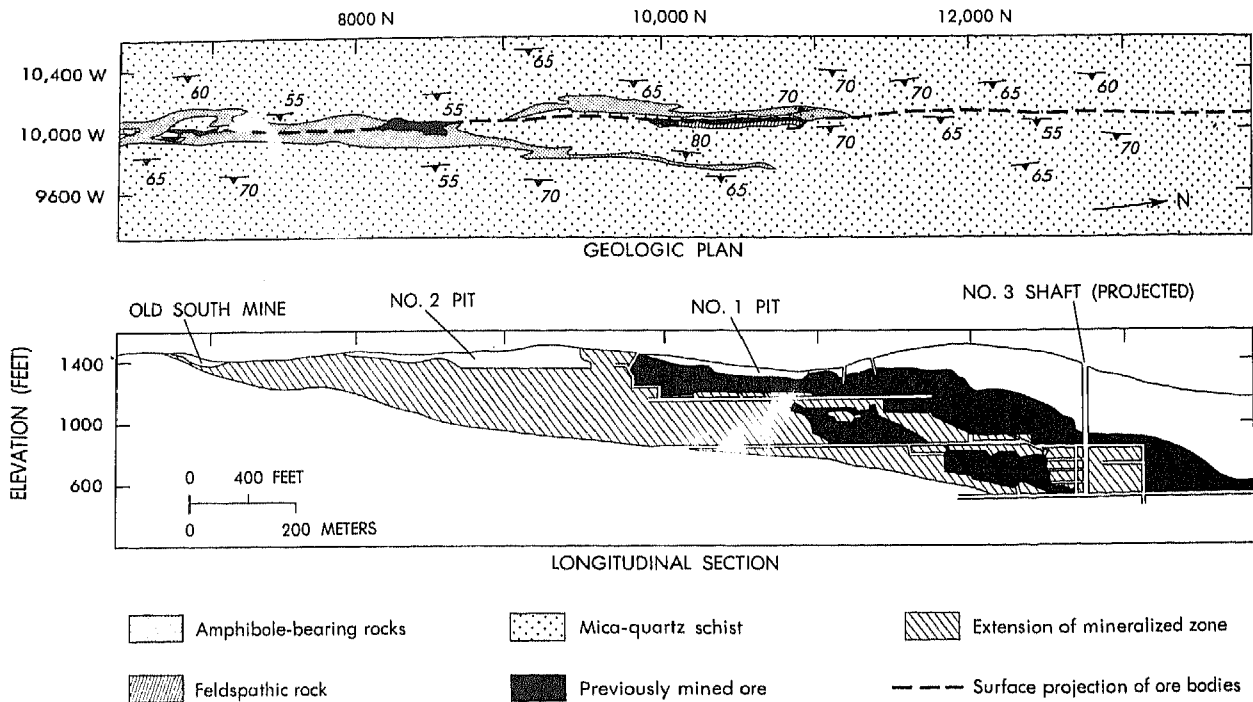 8000 N 10,000 N 12,000 N
65
10,400 W
60 55 55 65 70 70 70 65 60
10,000 W
80 70 65 55 70
65 70 55 70 65 65
9600 W
N
GEOLOGIC PLAN
OLD SOUTH MINE NO. 2 PIT NO. 1 PIT NO. 3 SHAFT (PROJECTED)
ELEVATION (FEET)
1400
1000
600
0 400 FEET
0 200 METERS
LONGITUDINAL SECTION
Amphibole-bearing rocks Mica-quartz schist Extension of mineralized zone
Feldspathic rock Previously mined ore Surface projection of ore bodies